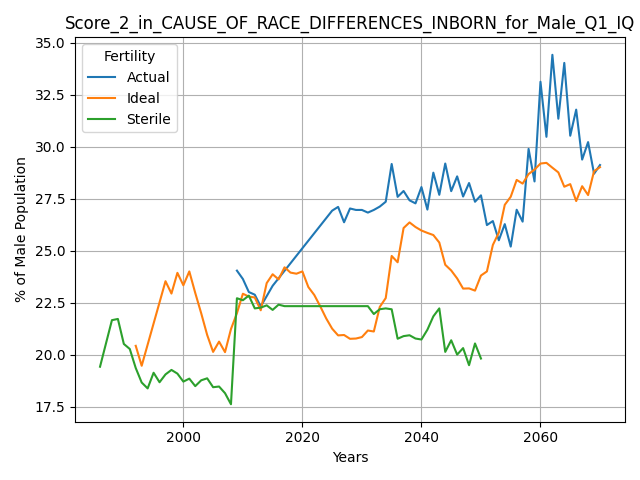 Score_2_in_CAUSE_OF_RACE_DIFFERENCES_INBORN_for_Male_Q1_IQ
Fertility
Actual
Ideal
Sterile
% of Male Population
35.0
32.5
30.0
27.5
25.0
22.5
20.0
17.5
2000
2020
2040
2060
Years